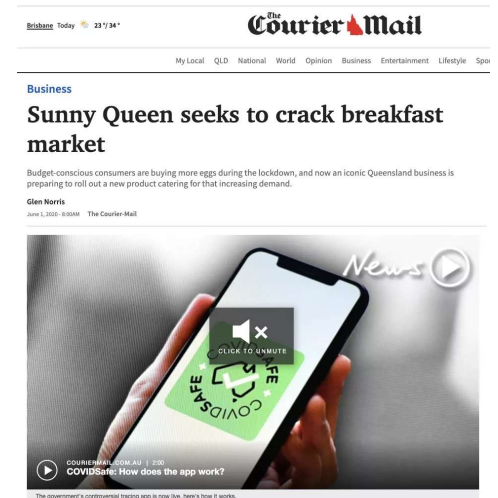 Brisbane Today 23°/34°
The Courier Mail
My Local QLD National World Opinion Business Entertainment Lifestyle Spor
Business
Sunny Queen seeks to crack breakfast
market
Budget-conscious consumers are buying more eggs during the lockdown, and now an iconic Queensland business is
preparing to roll out a new product catering for that increasing demand.
Glen Norris
June 1, 2020 - 8:00AM The Courier-Mail
News
CLICK TO UNMUTE
COVIDSAFE
COVIDSAFE
COURIERMAIL.COM.AU | 2:00
COVIDSafe: How does the app work?
The government's controversial tracing app is now live, here's how it works.